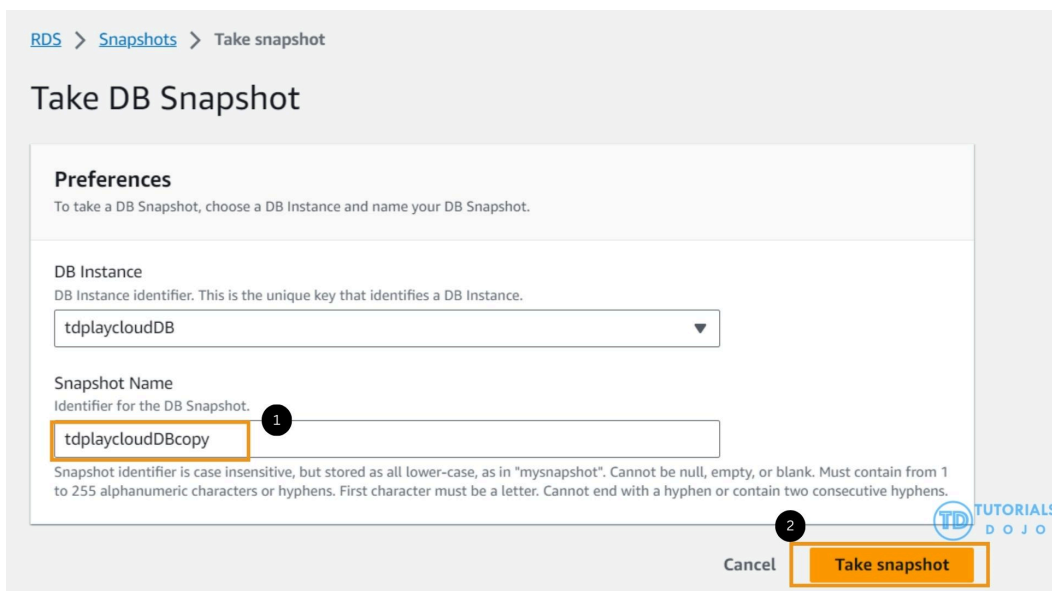 RDS > Snapshots > Take snapshot
Take DB Snapshot
Preferences
To take a DB Snapshot, choose a DB Instance and name your DB Snapshot.
DB Instance
DB Instance identifier. This is the unique key that identifies a DB Instance.
tdplaycloudDB
Snapshot Name
Identifier for the DB Snapshot.
1
tdplaycloudDBcopy
Snapshot identifier is case insensitive, but stored as all lower-case, as in "mysnapshot". Cannot be null, empty, or blank. Must contain from 1
to 255 alphanumeric characters or hyphens. First character must be a letter. Cannot end with a hyphen or contain two consecutive hyphens.
TD TUTORIALS
DOJO
2
Cancel Take snapshot